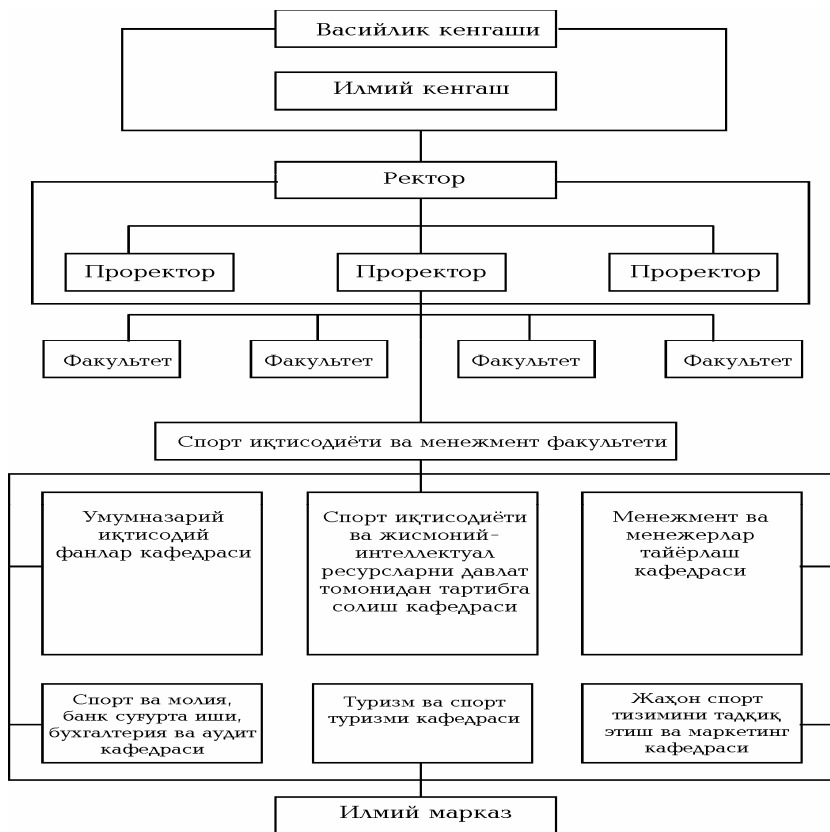 Васийлик кенгаши
Илмий кенгаш
Ректор
Проректор
Проректор
Проректор
Факультет
Факультет
Факультет
Факультет
Спорт иқтисодиёти ва менежмент факультети
Умумназарий
иқтисодий
фанлар кафедраси
Спорт иқтисодиёти
ва жисмоний-
интеллектуал
ресурсларни давлат
томонидан тартибга
солиш кафедраси
Менежмент ва
менежерлар
тайёрлаш
кафедраси
Спорт ва молия,
банк суғурта иши,
бухгалтерия ва аудит
кафедраси
Туризм ва спорт
туризми кафедраси
Жаҳон спорт
тизимини тадқиқ
этиш ва маркетинг
кафедраси
Илмий марказ